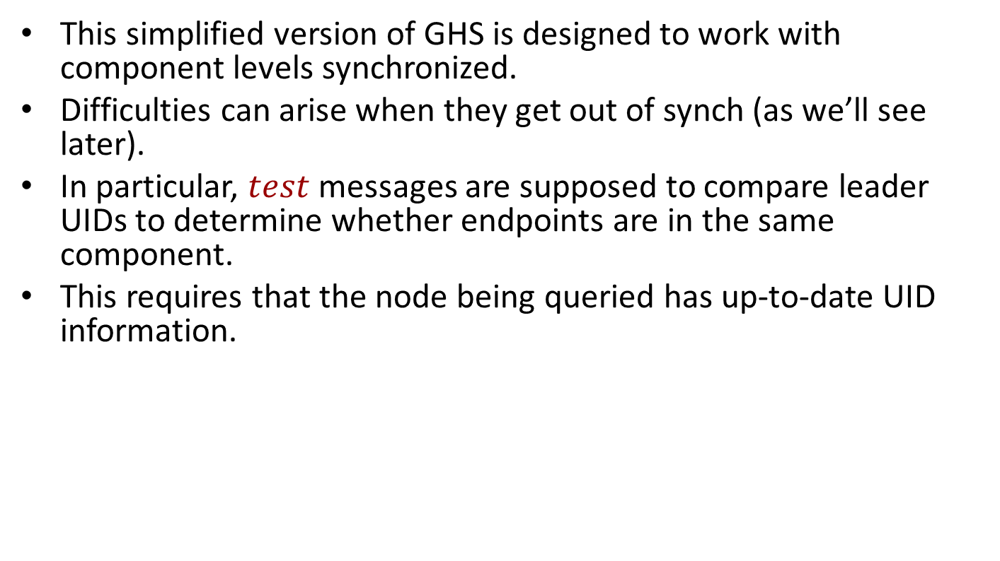 • This simplified version of GHS is designed to work with
component levels synchronized.
• Difficulties can arise when they get out of synch (as we’ll see
later).
• In particular, test messages are supposed to compare leader
UIDs to determine whether endpoints are in the same
component.
• This requires that the node being queried has up-to-date UID
information.